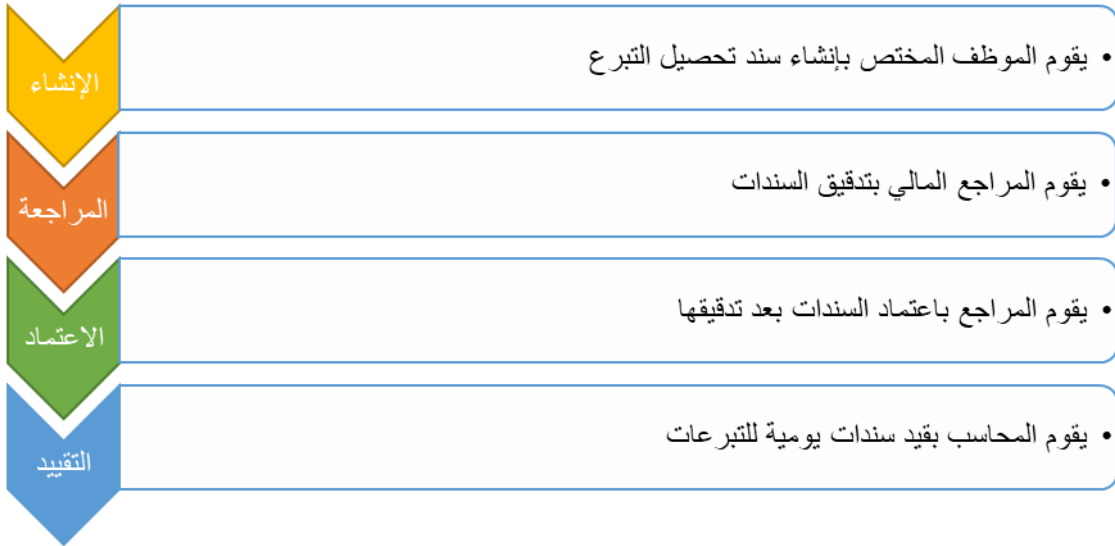 الإنشاء
• يقوم الموظف المختص بإنشاء سند تحصيل التبرع
المراجعة
• يقوم المراجع المالي بتدقيق السندات
الاعتماد
• يقوم المراجع باعتماد السندات بعد تدقيقها
التقييد
• يقوم المحاسب بقيد سندات يومية للتبرعات